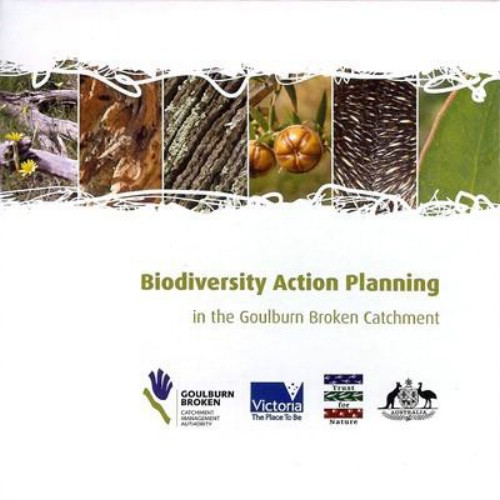 Biodiversity Action Planning
in the Goulburn Broken Catchment
GOULBURN
BROKEN
CATCHMENT
MANAGEMENT
AUTHORITY
Victoria
The Place To Be
Trust
for
Nature
AUSTRALIA